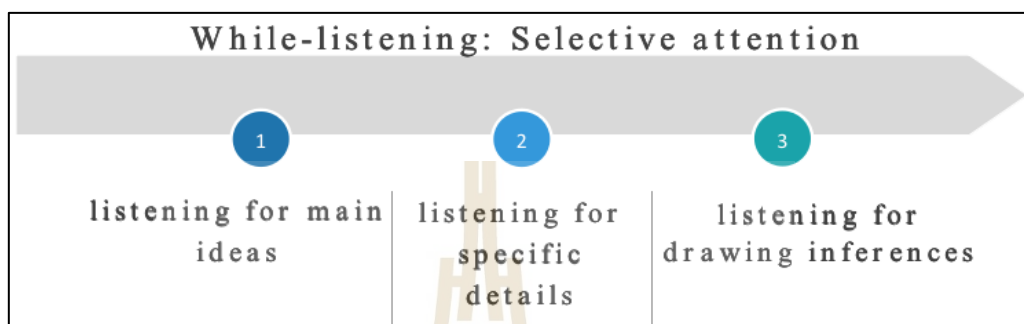 While-listening: Selective attention
1
2
3
listening for main
ideas
listening for
specific
details
listening for
drawing inferences